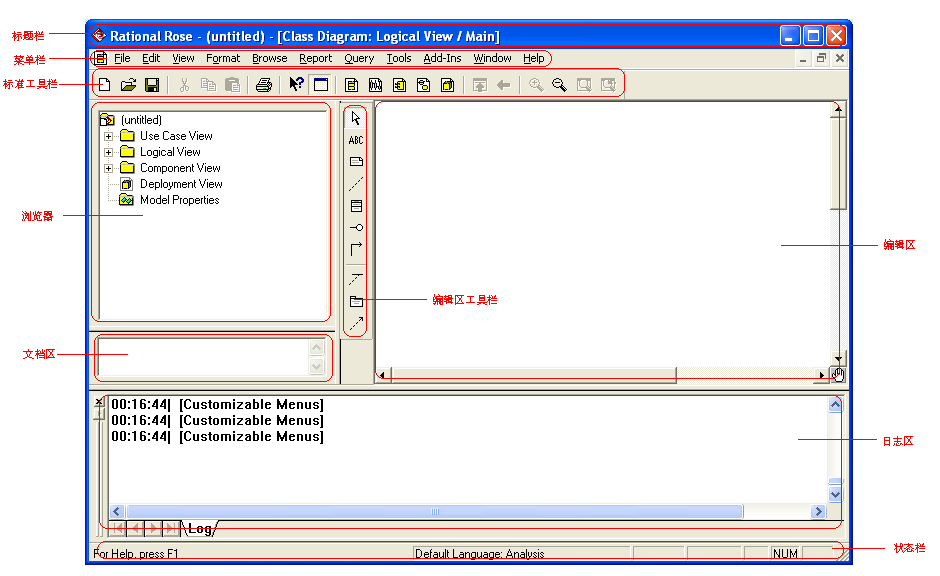 标题栏
Rational Rose - (untitled) - [Class Diagram: Logical View / Main]
菜单栏
File Edit View Format Browse Report Query Tools Add-Ins Window Help
标准工具栏
(untitled)
Use Case View
Logical View
Component View
Deployment View
Model Properties
ABC
浏览器
编辑区
编辑区工具栏
文档区
00:16:44| [Customizable Menus]
00:16:44| [Customizable Menus]
00:16:44| [Customizable Menus]
日志区
Log
状态栏
For Help, press F1
Default Language: Analysis
NUM